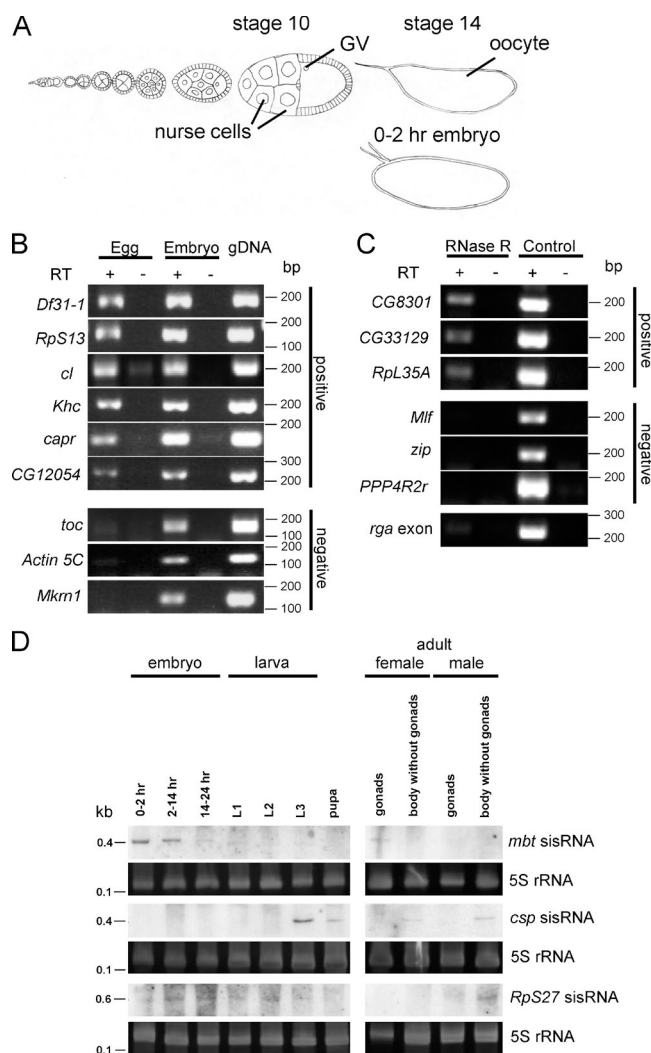 A
stage 10
stage 14
GV
oocyte
nurse cells
0-2 hr embryo
B
Egg Embryo gDNA
RT + - + - bp
Df31-1 200
RpS13 200
100
cl 200
Khc 200
capr 200
CG12054 300
200
positive
toc 200
100
Actin 5C 200
100
Mkrn1 200
100
negative
C
RNase R Control
RT + - + - bp
CG8301 200
CG33129 200
RpL35A 200
positive
Mlf 200
zip 200
PPP4R2r 200
negative
rga exon 300
200
D
embryo larva
adult
female male
kb 0-2 hr 2-14 hr 14-24 hr L1 L2 L3 pupa gonads body without gonads gonads body without gonads
0.4 mbt sisRNA
0.1 5S rRNA
0.4 csp sisRNA
0.1 5S rRNA
0.6 RpS27 sisRNA
0.1 5S rRNA